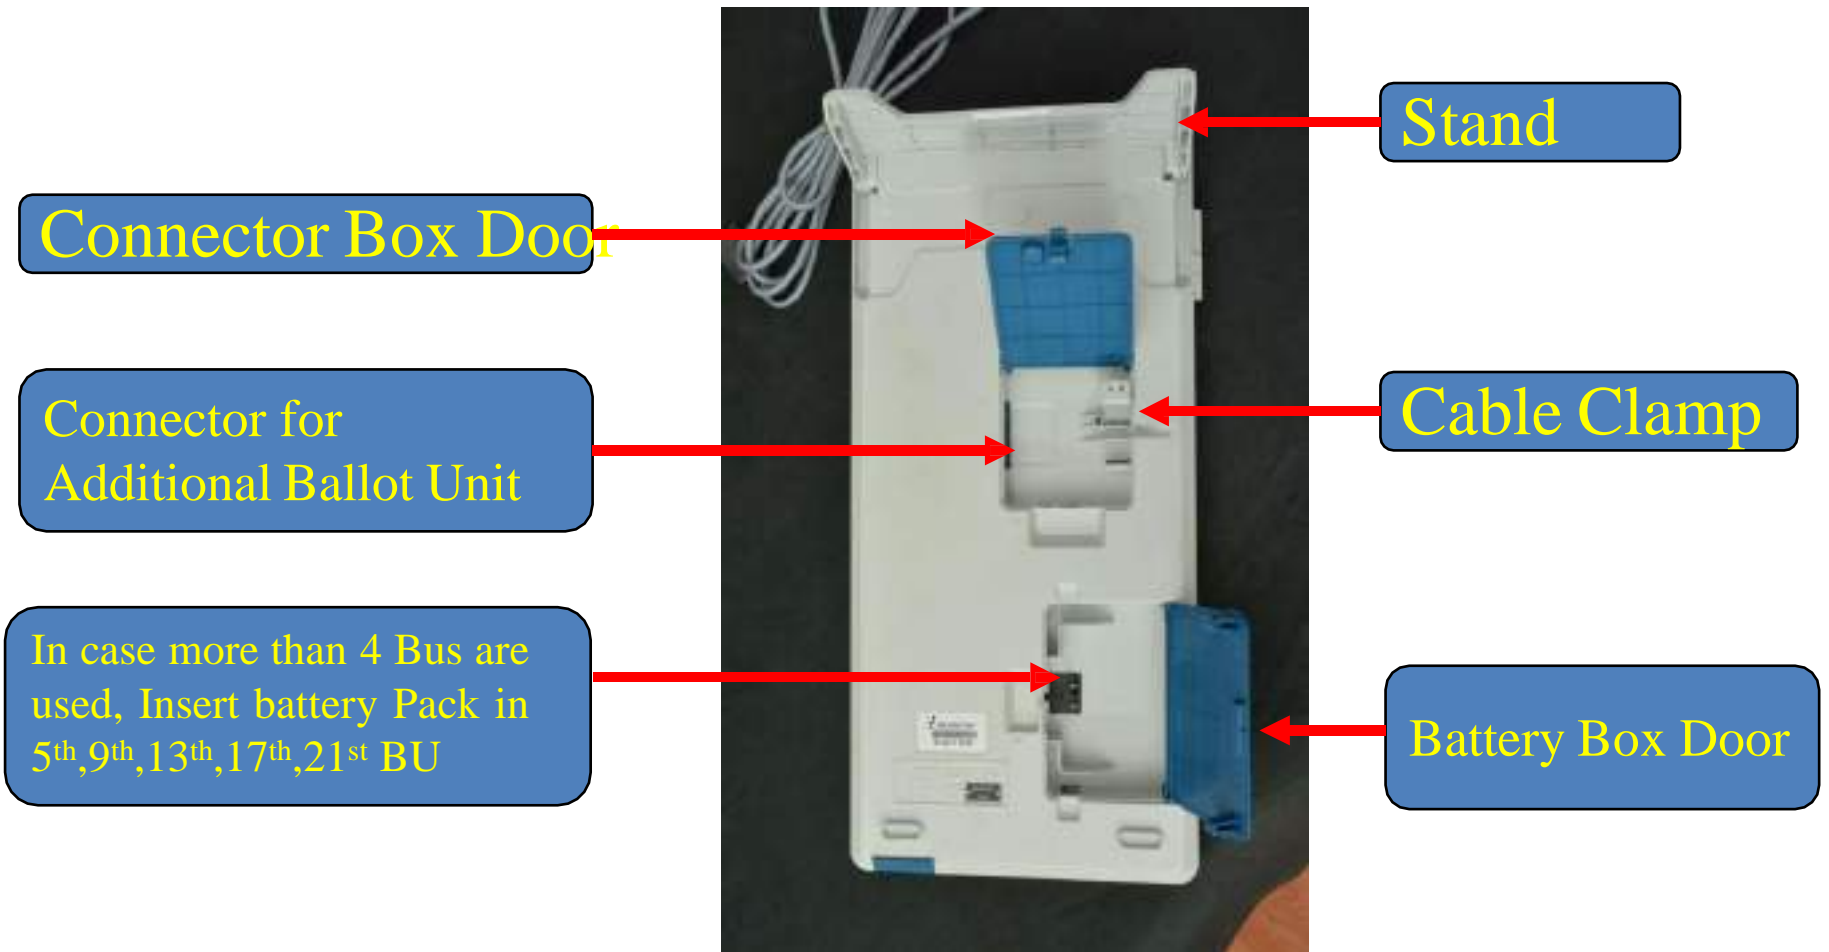 Stand
Connector Box Door
Connector for
Additional Ballot Unit
Cable Clamp
In case more than 4 Bus are
used, Insert battery Pack in
5th,9th,13th,17th,21st BU
Battery Box Door